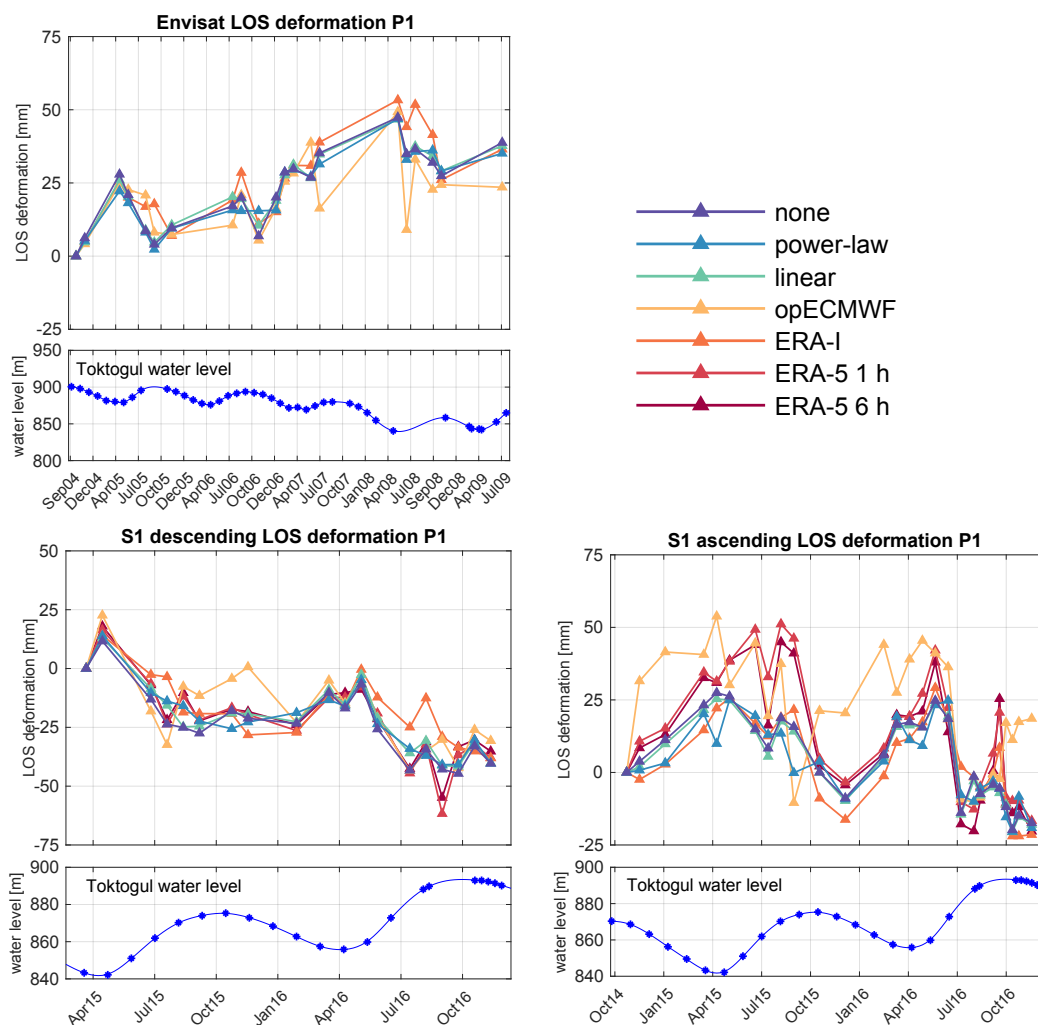 Envisat LOS deformation P1
75
50
25
0
-25
LOS deformation [mm]
950
900
850
800
water level [m]
Toktogul water level
Sep04 Dec04 Apr05 Jul05 Oct05 Dec05 Apr06 Jul06 Oct06 Dec06 Apr07 Jul07 Oct07 Jan08 Apr08 Jul08 Sep08 Dec08 Apr09 Jul09
none
power-law
linear
opECMWF
ERA-I
ERA-5 1 h
ERA-5 6 h
S1 descending LOS deformation P1
50
25
0
-25
-50
-75
LOS deformation [mm]
900
880
860
840
water level [m]
Toktogul water level
Apr15 Jul15 Oct15 Jan16 Apr16 Jul16 Oct16
S1 ascending LOS deformation P1
75
50
25
0
-25
LOS deformation [mm]
900
880
860
840
water level [m]
Toktogul water level
Oct14 Jan15 Apr15 Jul15 Oct15 Jan16 Apr16 Jul16 Oct16